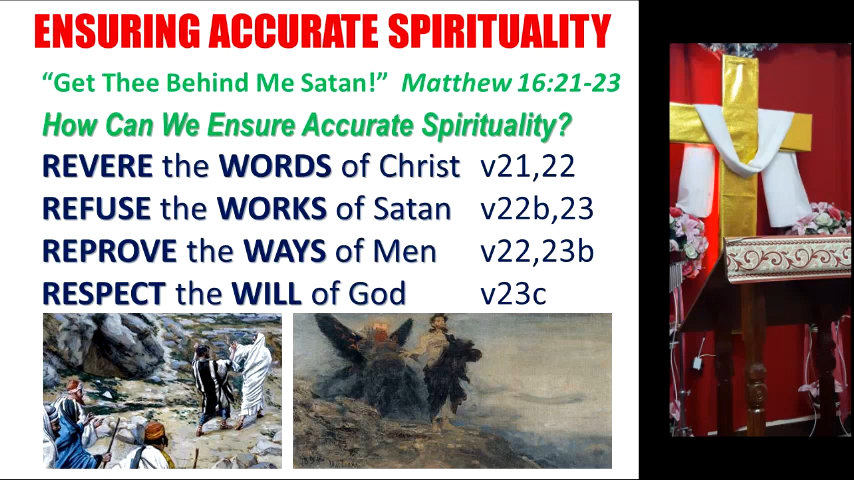 ENSURING ACCURATE SPIRITUALITY
“Get Thee Behind Me Satan!” Matthew 16:21-23
How Can We Ensure Accurate Spirituality?
REVERE the WORDS of Christ v21,22
REFUSE the WORKS of Satan v22b,23
REPROVE the WAYS of Men v22,23b
RESPECT the WILL of God v23c